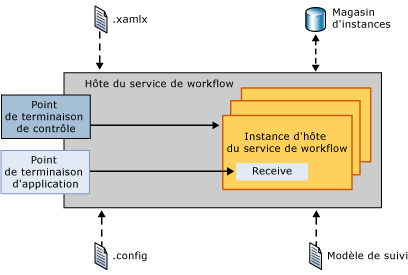 .xamlx
Magasin
d'instances
Hôte du service de workflow
Point
de terminaison
de contrôle
Instance d'hôte
du service de workflow
Point
de terminaison
d'application
Receive
.config
Modèle de suivi